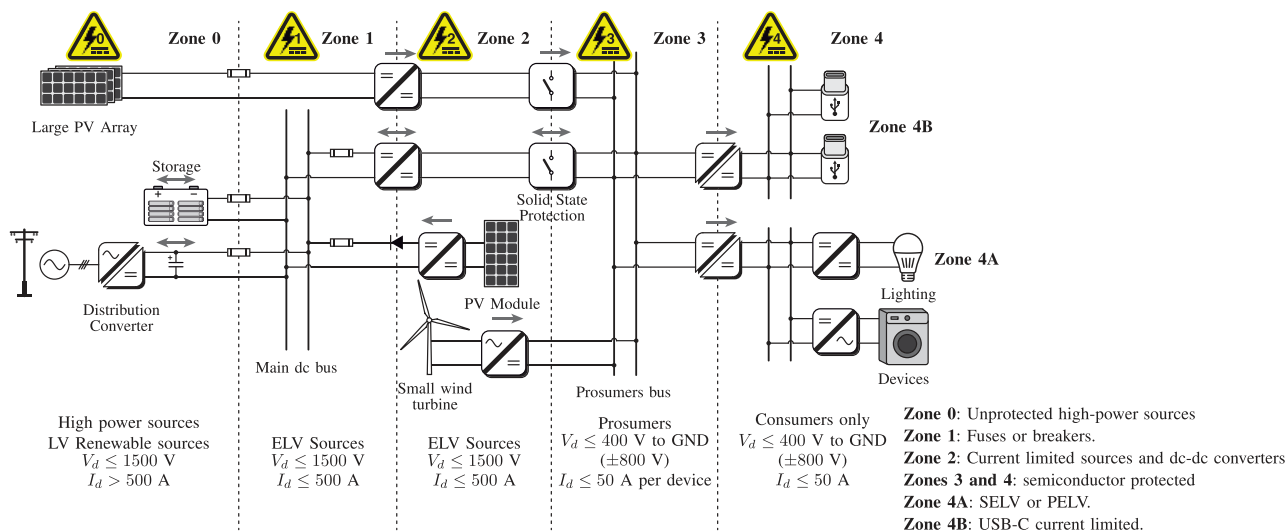 0 Zone 0
1 Zone 1
2 Zone 2
3 Zone 3
4 Zone 4
Large PV Array
Zone 4B
Storage
+ −
Solid State
Protection
+
Distribution
Converter
PV Module
Zone 4A
Lighting
Main dc bus
Small wind
turbine
Prosumers bus
Devices
High power sources
LV Renewable sources
V_d ≤ 1500 V
I_d > 500 A
ELV Sources
V_d ≤ 1500 V
I_d ≤ 500 A
ELV Sources
V_d ≤ 1500 V
I_d ≤ 500 A
Prosumers
V_d ≤ 400 V to GND
(±800 V)
I_d ≤ 50 A per device
Consumers only
V_d ≤ 400 V to GND
(±800 V)
I_d ≤ 50 A
Zone 0: Unprotected high-power sources
Zone 1: Fuses or breakers.
Zone 2: Current limited sources and dc-dc converters
Zones 3 and 4: semiconductor protected
Zone 4A: SELV or PELV.
Zone 4B: USB-C current limited.